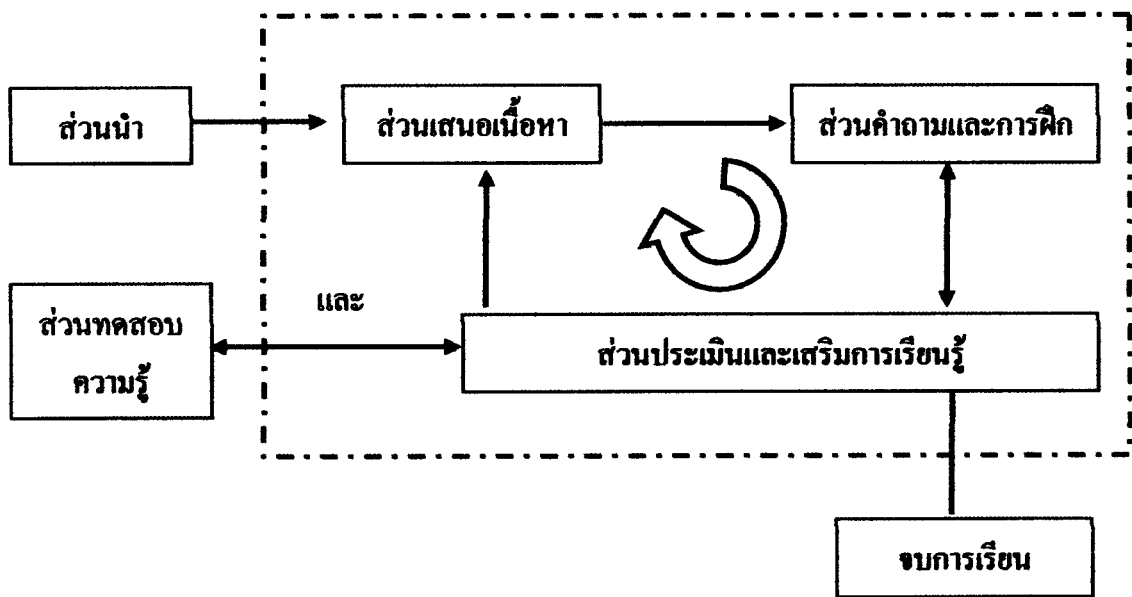 ส่วนนำ
ส่วนเสนอเนื้อหา
ส่วนคำถามและการฝึก
และ
ส่วนทดสอบ
ความรู้
ส่วนประเมินและเสริมการเรียนรู้
จบการเรียน